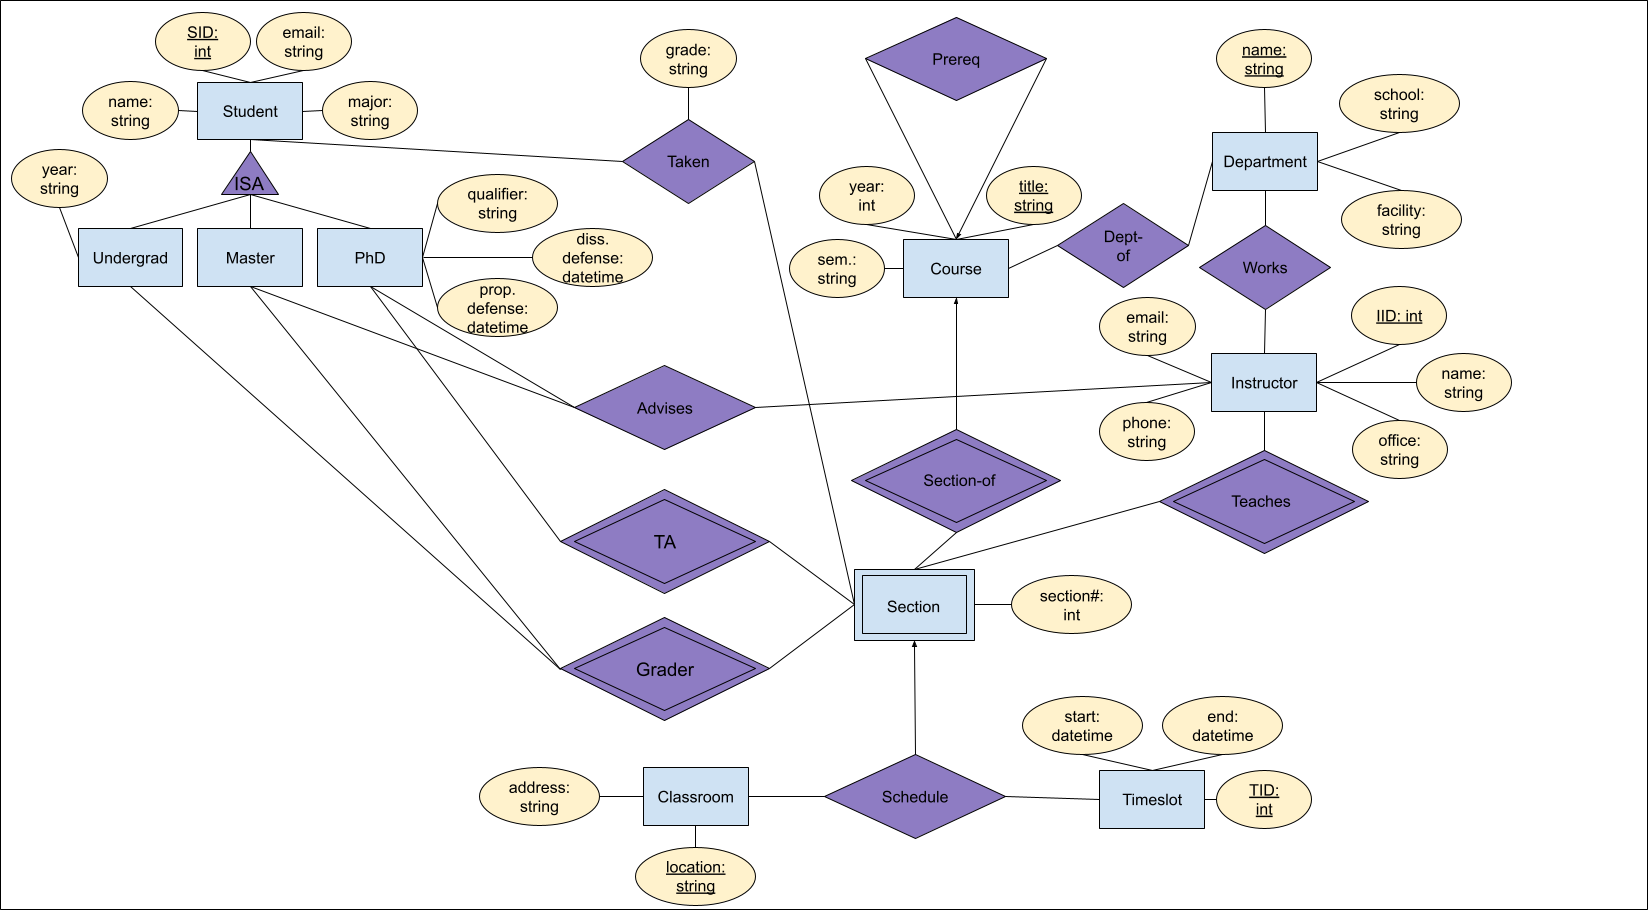 SID:
int
email:
string
name:
string
Student
major:
string
year:
string
ISA
Undergrad
Master
PhD
qualifier:
string
diss.
defense:
datetime
prop.
defense:
datetime
grade:
string
Taken
Prereq
year:
int
title:
string
sem.:
string
Course
Dept-
of
name:
string
school:
string
Department
facility:
string
Works
email:
string
IID: int
Instructor
name:
string
phone:
string
office:
string
Advises
Section-of
Teaches
TA
Grader
Section
section#:
int
start:
datetime
end:
datetime
address:
string
Classroom
Schedule
Timeslot
TID:
int
location:
string